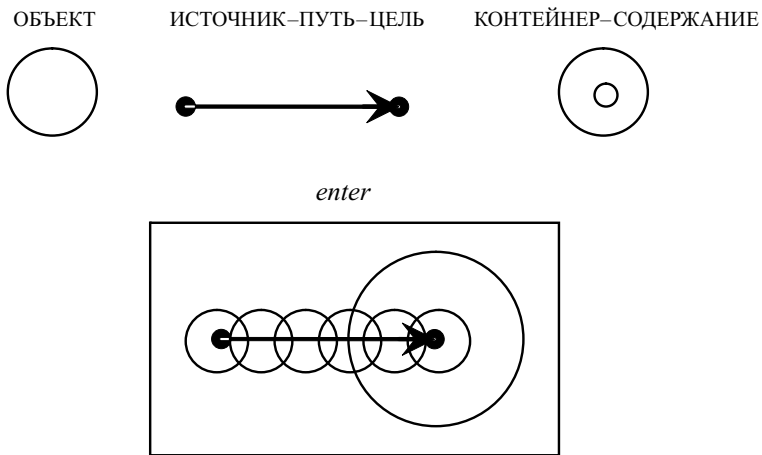 ОБЪЕКТ ИСТОЧНИК–ПУТЬ–ЦЕЛЬ КОНТЕЙНЕР–СОДЕРЖАНИЕ
enter